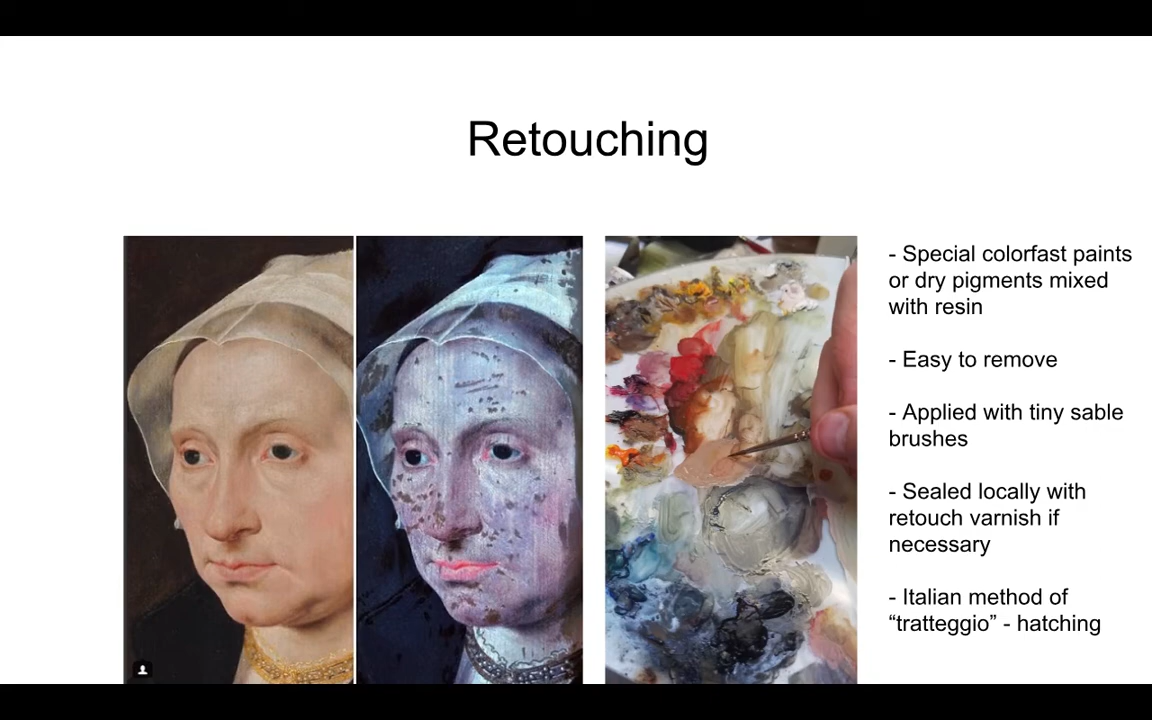 Retouching
- Special colorfast paints
or dry pigments mixed
with resin
- Easy to remove
- Applied with tiny sable
brushes
- Sealed locally with
retouch varnish if
necessary
- Italian method of
“tratteggio” - hatching